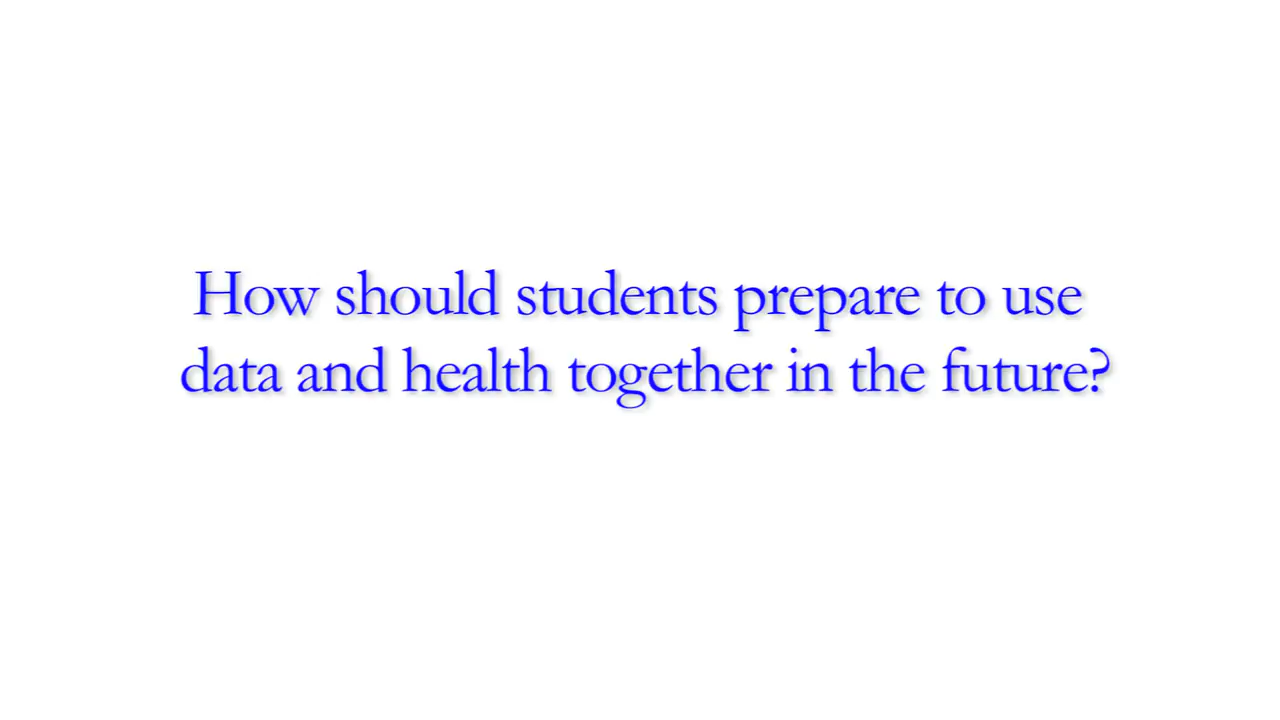 How should students prepare to use
data and health together in the future?